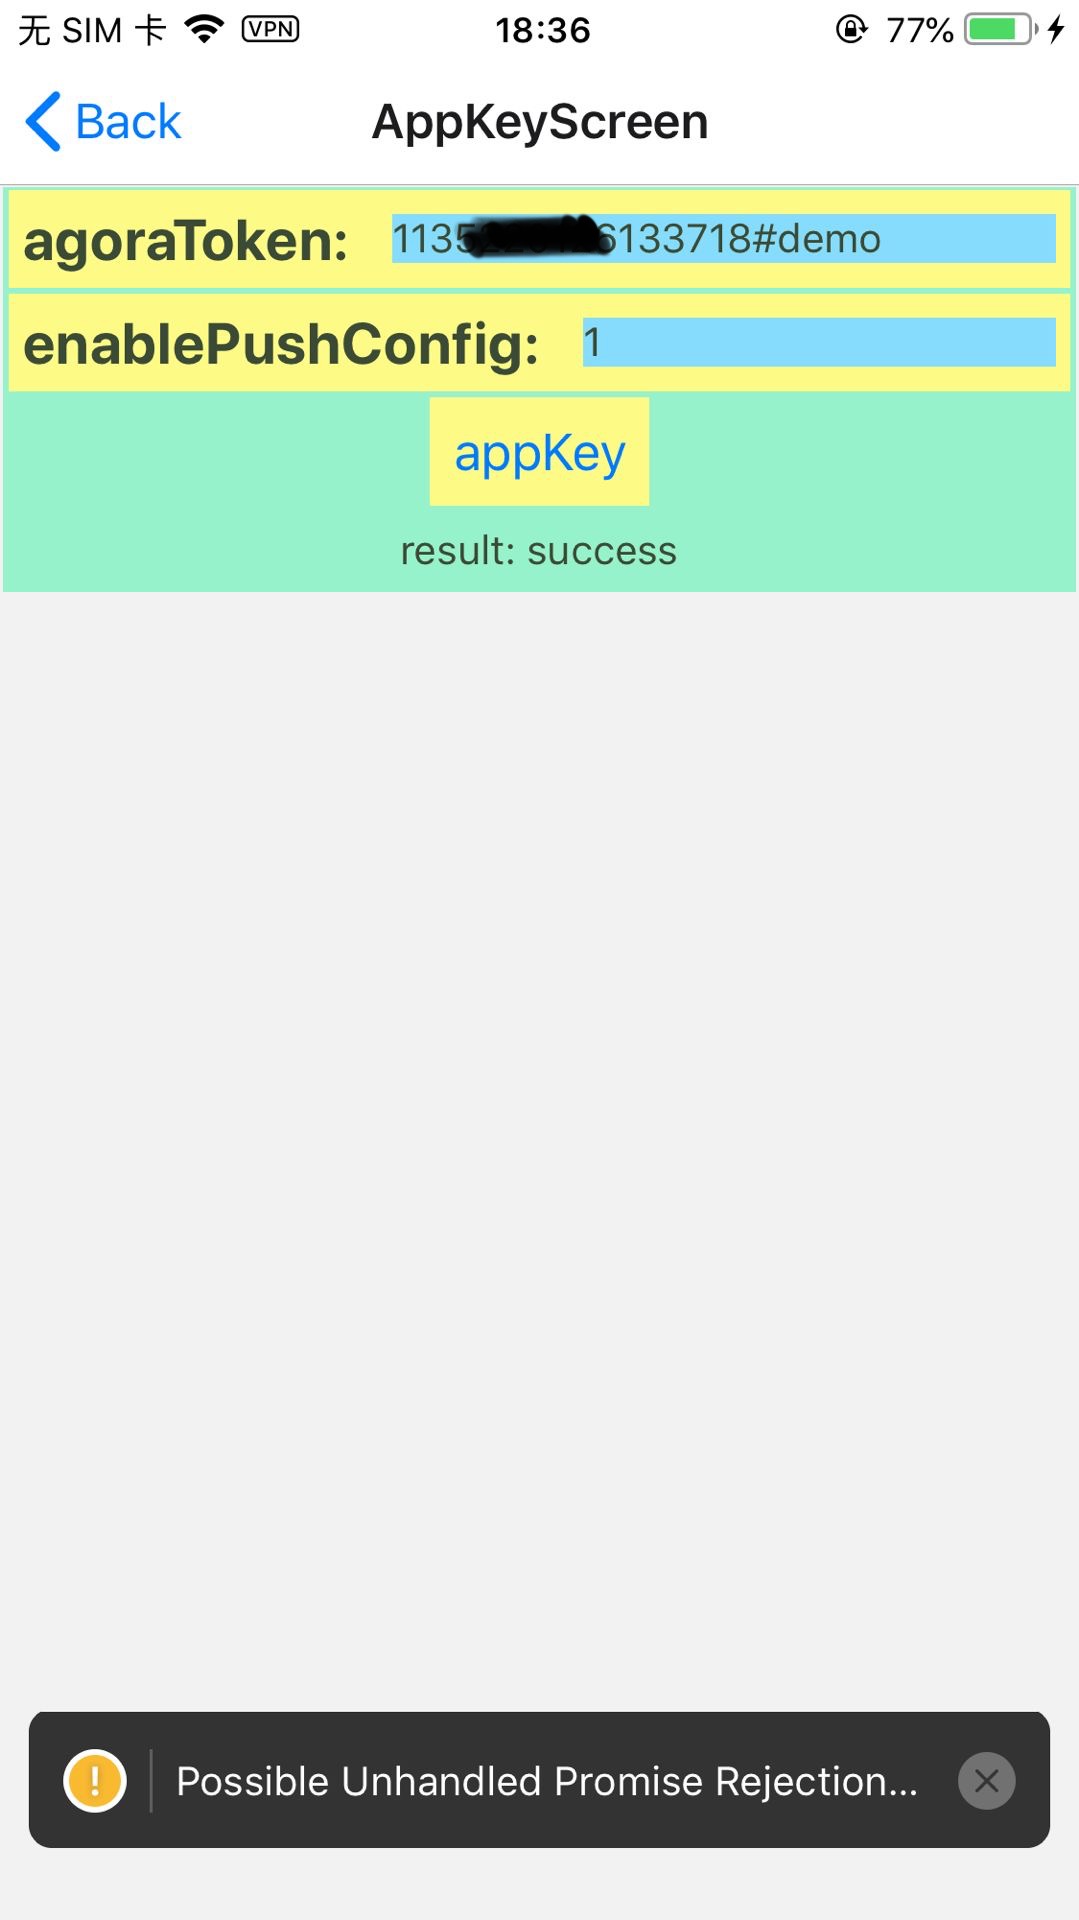 无 SIM 卡 VPN 18:36 77%
Back AppKeyScreen
agoraToken: 1135 6133718#demo
enablePushConfig: 1
appKey
result: success
Possible Unhandled Promise Rejection...